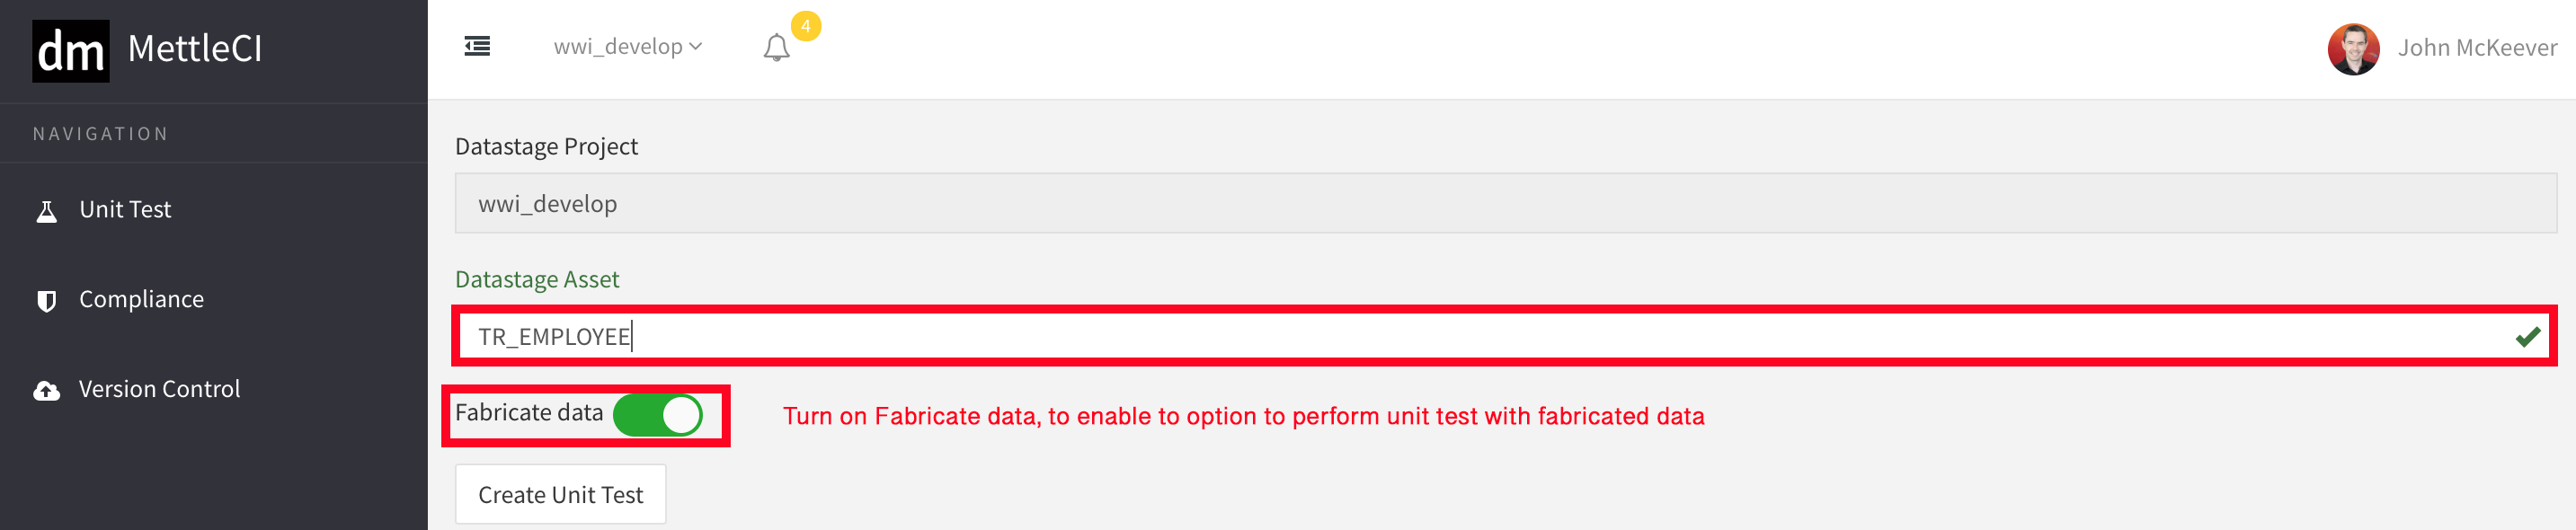 dm MettleCI
wwi_develop
4
John McKeever
NAVIGATION
Unit Test
Compliance
Version Control
Datastage Project
wwi_develop
Datastage Asset
TR_EMPLOYEE
Fabricate data
Turn on Fabricate data, to enable to option to perform unit test with fabricated data
Create Unit Test